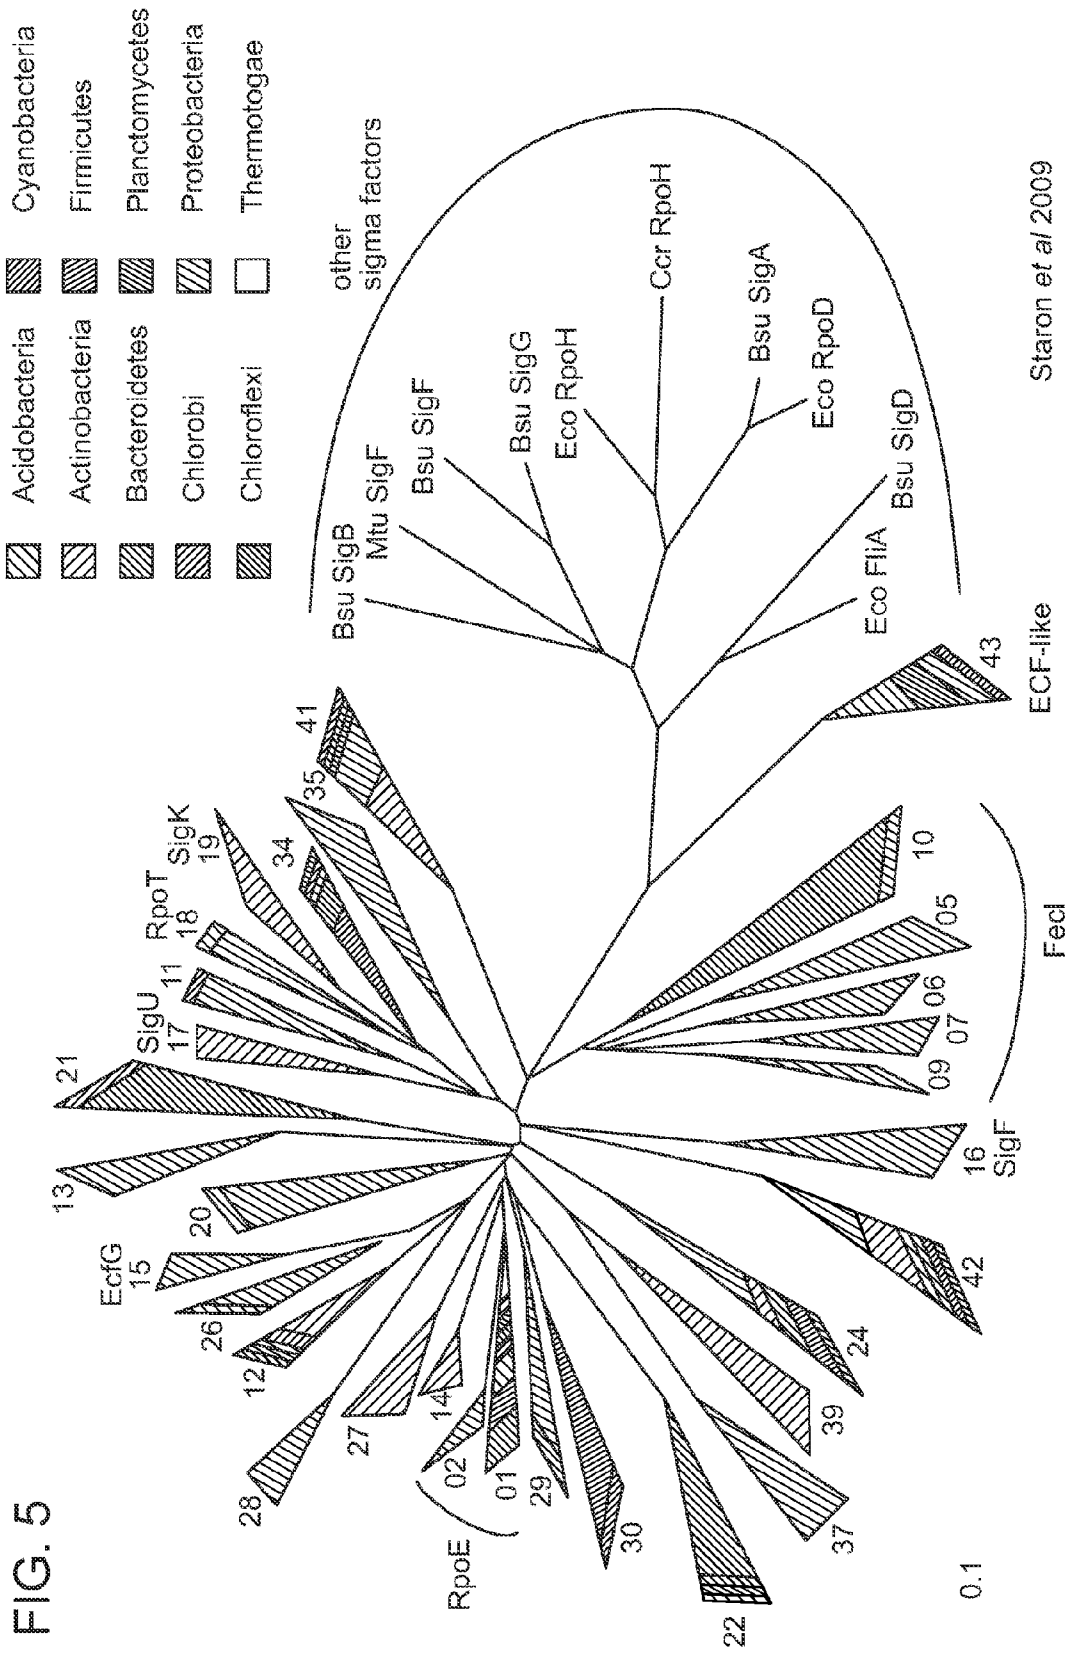 FIG. 5
Acidobacteria
Actinobacteria
Bacteroidetes
Chlorobi
Chloroflexi
Cyanobacteria
Firmicutes
Planctomycetes
Proteobacteria
Thermotogae
other
sigma factors
Bsu SigB
Mtu SigF
Bsu SigF
Bsu SigG
Eco RpoH
Ccr RpoH
Bsu SigA
Eco RpoD
Bsu SigD
Eco FliA
43
ECF-like
41
35
34
SigK
19
RpoT
18
11
SigU
17
21
13
20
EcfG
15
26
12
28
27
14
02
01
RpoE
29
30
22
37
39
24
42
16
SigF
09
07
06
05
10
FecI
0.1
Staron et al 2009